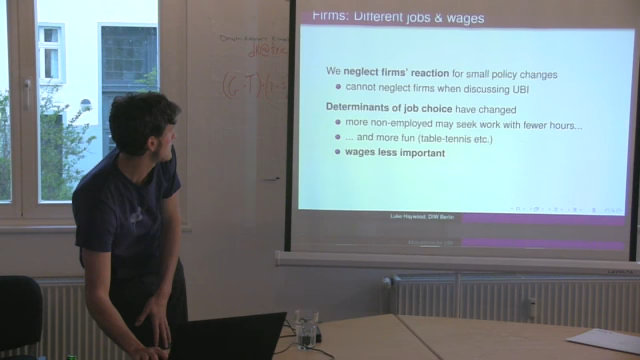 Firms: Different jobs & wages
We neglect firms' reaction for small policy changes
cannot neglect firms when discussing UBI
Determinants of job choice have changed
more non-employed may seek work with fewer hours...
... and more fun (table-tennis etc.)
wages less important
Luke Haywood, DIW Berlin